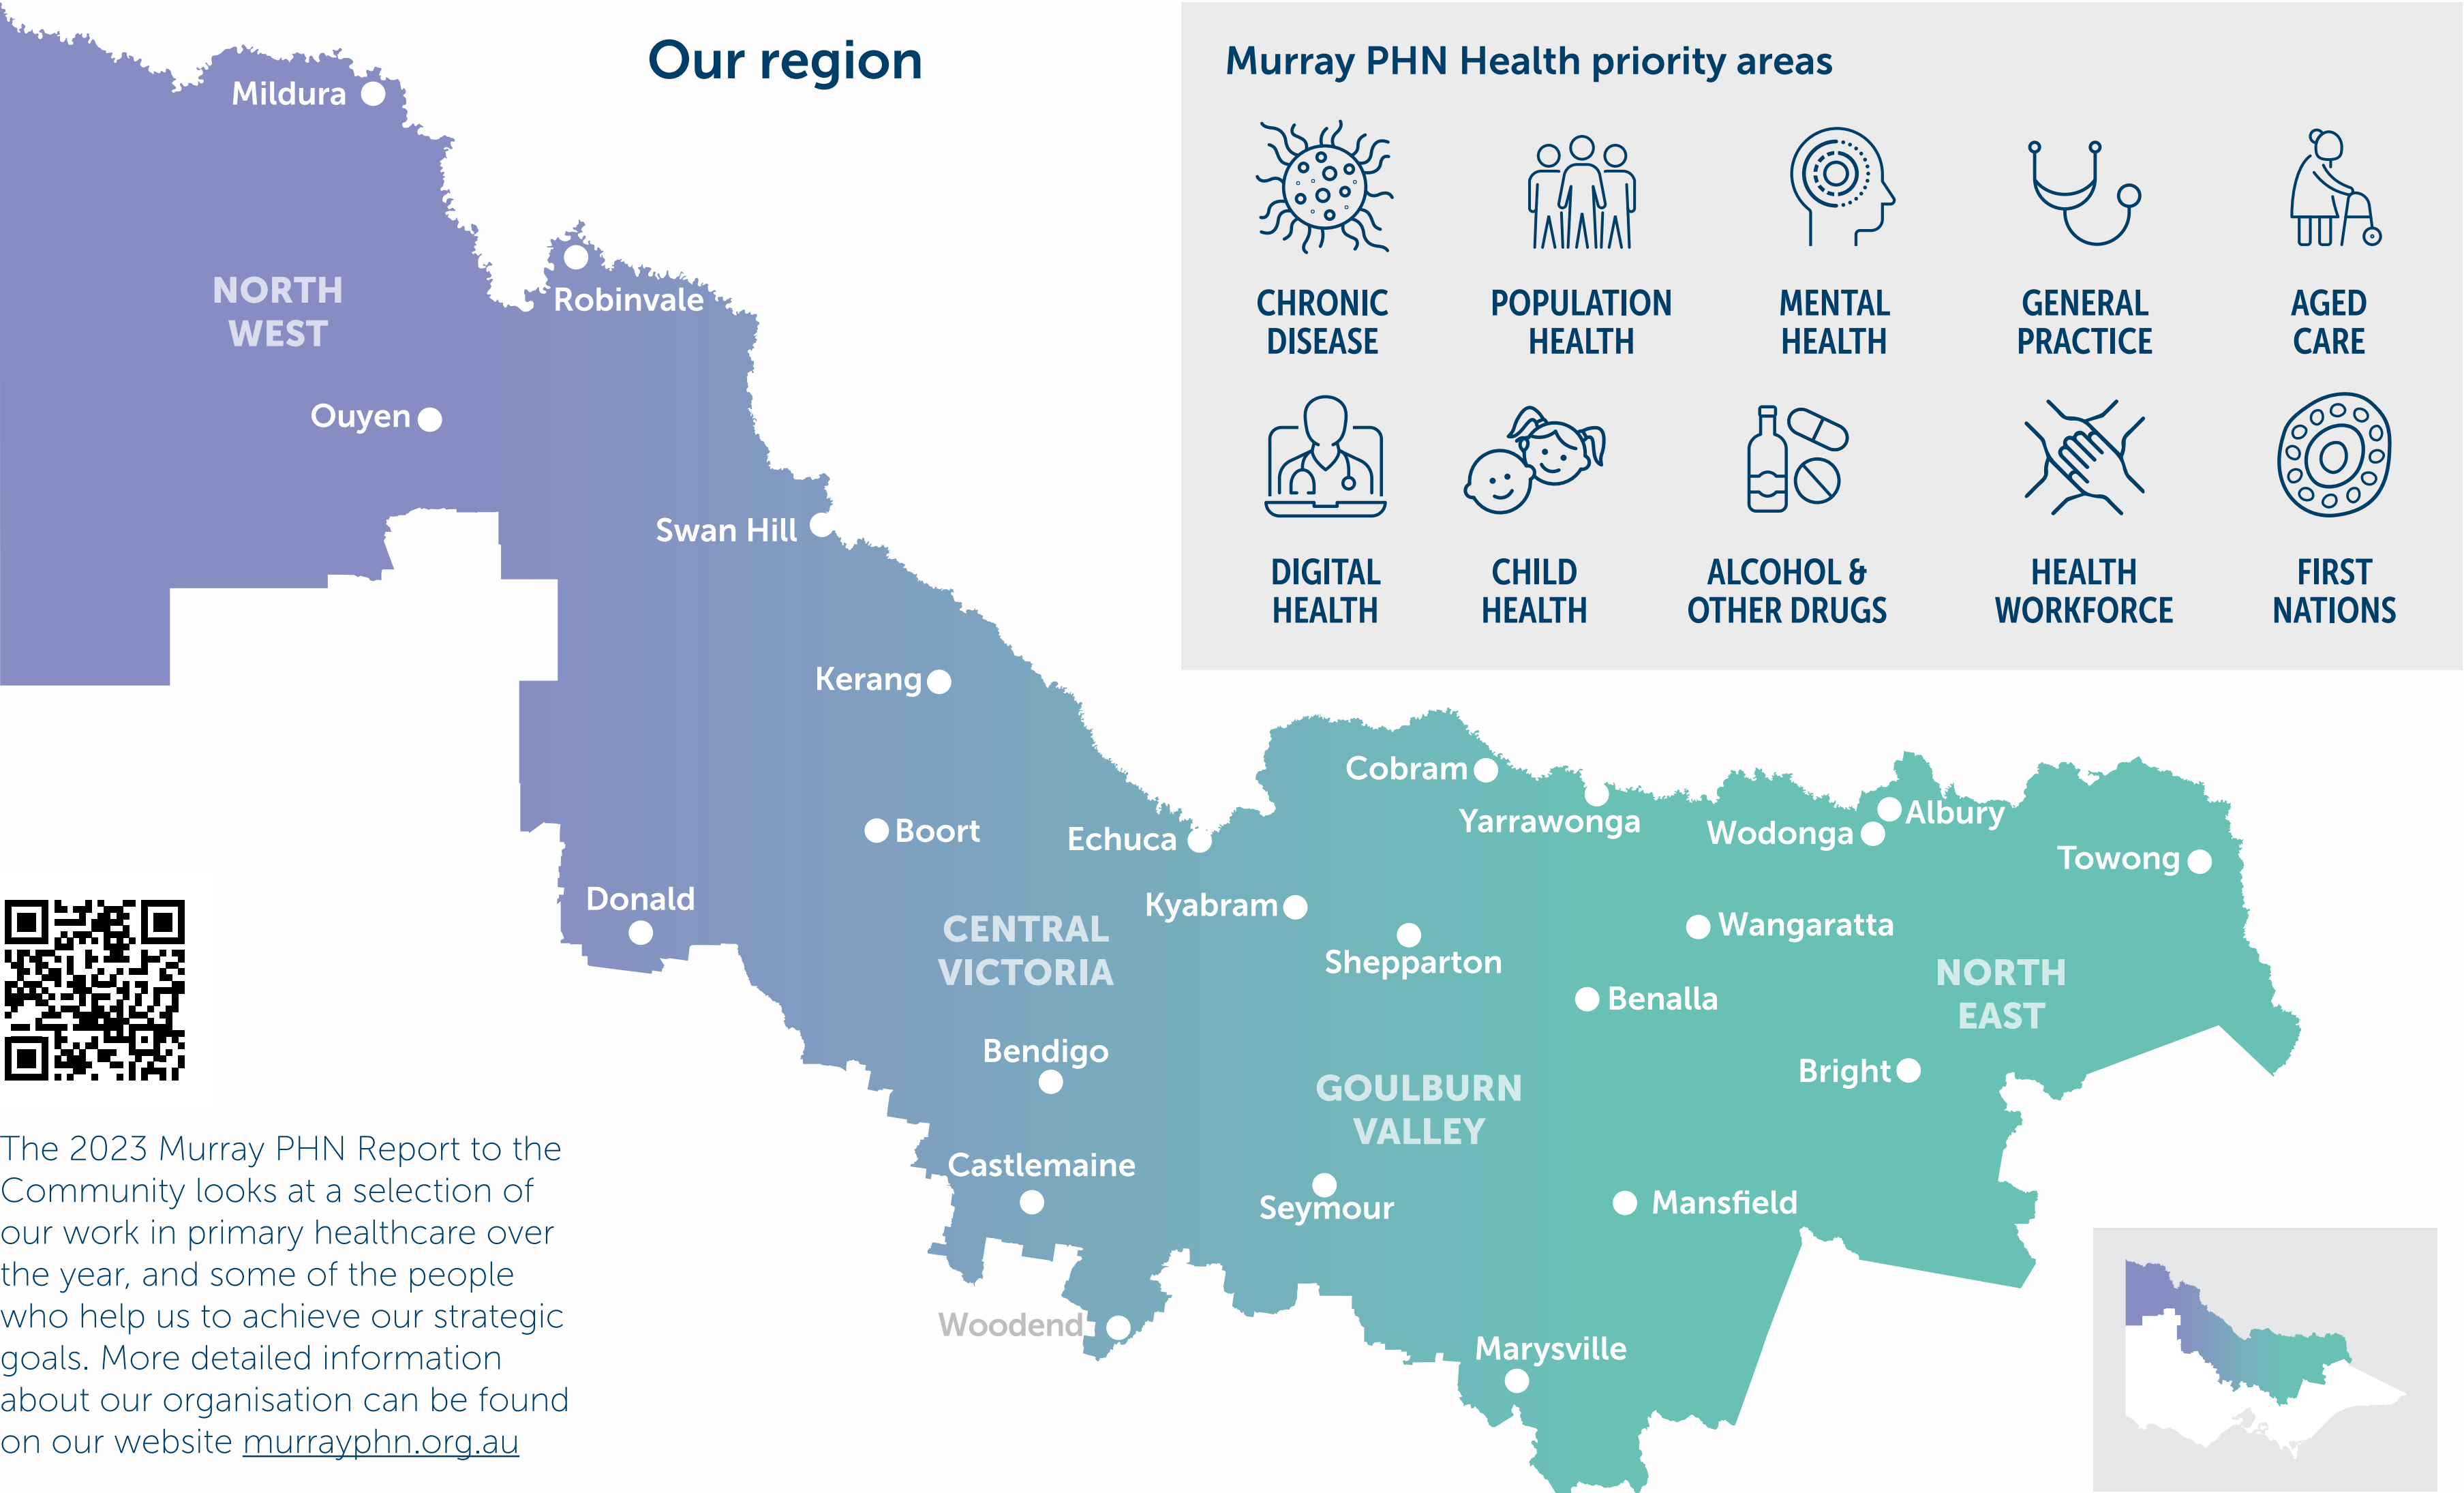 Our region
Murray PHN Health priority areas
CHRONIC
DISEASE
POPULATION
HEALTH
MENTAL
HEALTH
GENERAL
PRACTICE
AGED
CARE
DIGITAL
HEALTH
CHILD
HEALTH
ALCOHOL &
OTHER DRUGS
HEALTH
WORKFORCE
FIRST
NATIONS
Mildura
Robinvale
NORTH
WEST
Ouyen
Swan Hill
Kerang
Cobram
Yarrawonga
Albury
Wodonga
Boort
Echuca
Towong
Donald
Kyabram
CENTRAL
VICTORIA
Wangaratta
Shepparton
NORTH
EAST
Benalla
Bendigo
Bright
GOULBURN
VALLEY
Castlemaine
Seymour
Mansfield
Woodend
Marysville
The 2023 Murray PHN Report to the
Community looks at a selection of
our work in primary healthcare over
the year, and some of the people
who help us to achieve our strategic
goals. More detailed information
about our organisation can be found
on our website murrayphn.org.au